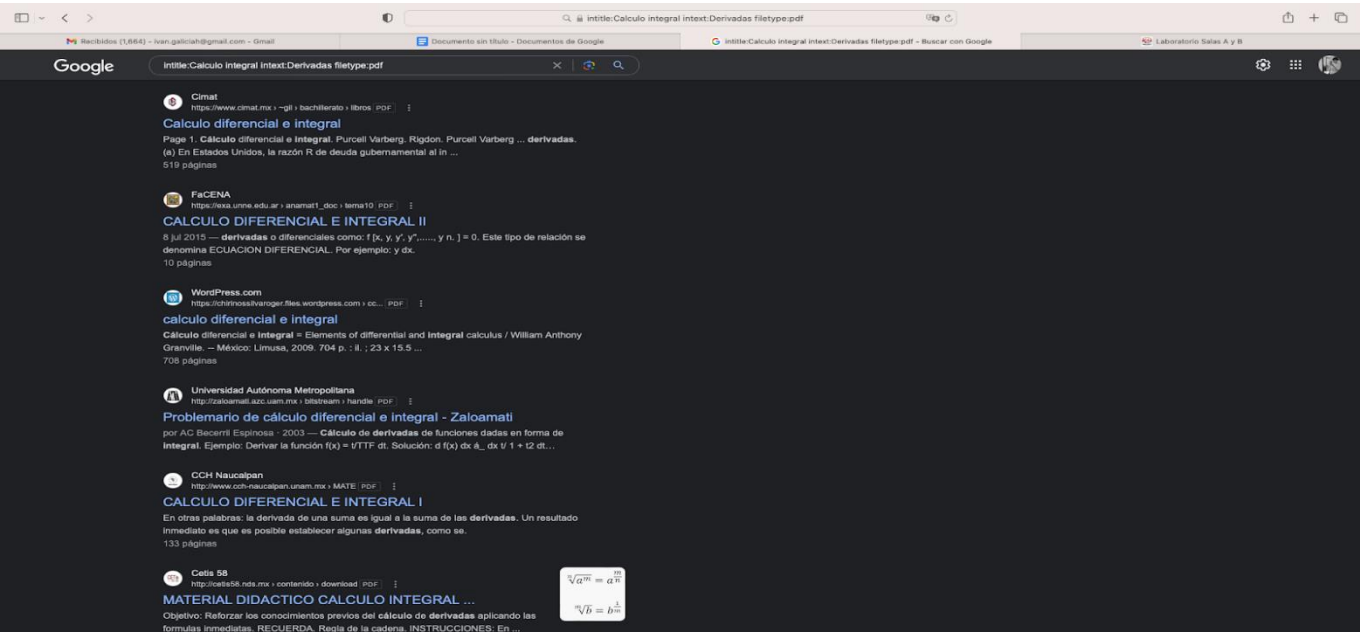 intitle:Calculo integral intext:Derivadas filetype:pdf
Recibidos (1,664) – ivan.galiciah@gmail.com - Gmail
Documento sin título - Documentos de Google
intitle:Calculo integral intext:Derivadas filetype:pdf - Buscar con Google
Laboratorio Salas A y B
Google
intitle:Calculo integral intext:Derivadas filetype:pdf
Cimat
https://www.cimat.mx › ~gil › bachillerato › libros PDF
Calculo diferencial e integral
Page 1. Cálculo diferencial e integral. Purcell Varberg. Rigdon. Purcell Varberg ... derivadas.
(a) En Estados Unidos, la razón R de deuda gubernamental al in ...
519 páginas
FaCENA
https://exa.unne.edu.ar › anamat1_doc › tema10 PDF
CALCULO DIFERENCIAL E INTEGRAL II
8 jul 2015 — derivadas o diferenciales como: f [x, y, y', y",....., y n. ] = 0. Este tipo de relación se
denomina ECUACION DIFERENCIAL. Por ejemplo: y dx.
10 páginas
WordPress.com
https://chirinossilvaroger.files.wordpress.com › cc... PDF
calculo diferencial e integral
Cálculo diferencial e integral = Elements of differential and integral calculus / William Anthony
Granville. – México: Limusa, 2009. 704 p. : il. ; 23 x 15.5 ...
708 páginas
Universidad Autónoma Metropolitana
http://zaloamati.azc.uam.mx › bitstream › handle PDF
Problemario de cálculo diferencial e integral - Zaloamati
por AC Becerril Espinosa · 2003 — Cálculo de derivadas de funciones dadas en forma de
integral. Ejemplo: Derivar la función f(x) = t/TTF dt. Solución: d f(x) dx á_ dx t/ 1 + t2 dt...
CCH Naucalpan
http://www.cch-naucalpan.unam.mx › MATE PDF
CALCULO DIFERENCIAL E INTEGRAL I
En otras palabras: la derivada de una suma es igual a la suma de las derivadas. Un resultado
inmediato es que es posible establecer algunas derivadas, como se.
133 páginas
Cetis 58
http://cetis58.nds.mx › contenido › download PDF
MATERIAL DIDACTICO CALCULO INTEGRAL ...
Objetivo: Reforzar los conocimientos previos del cálculo de derivadas aplicando las
formulas inmediatas. RECUERDA. Regla de la cadena. INSTRUCCIONES: En ...